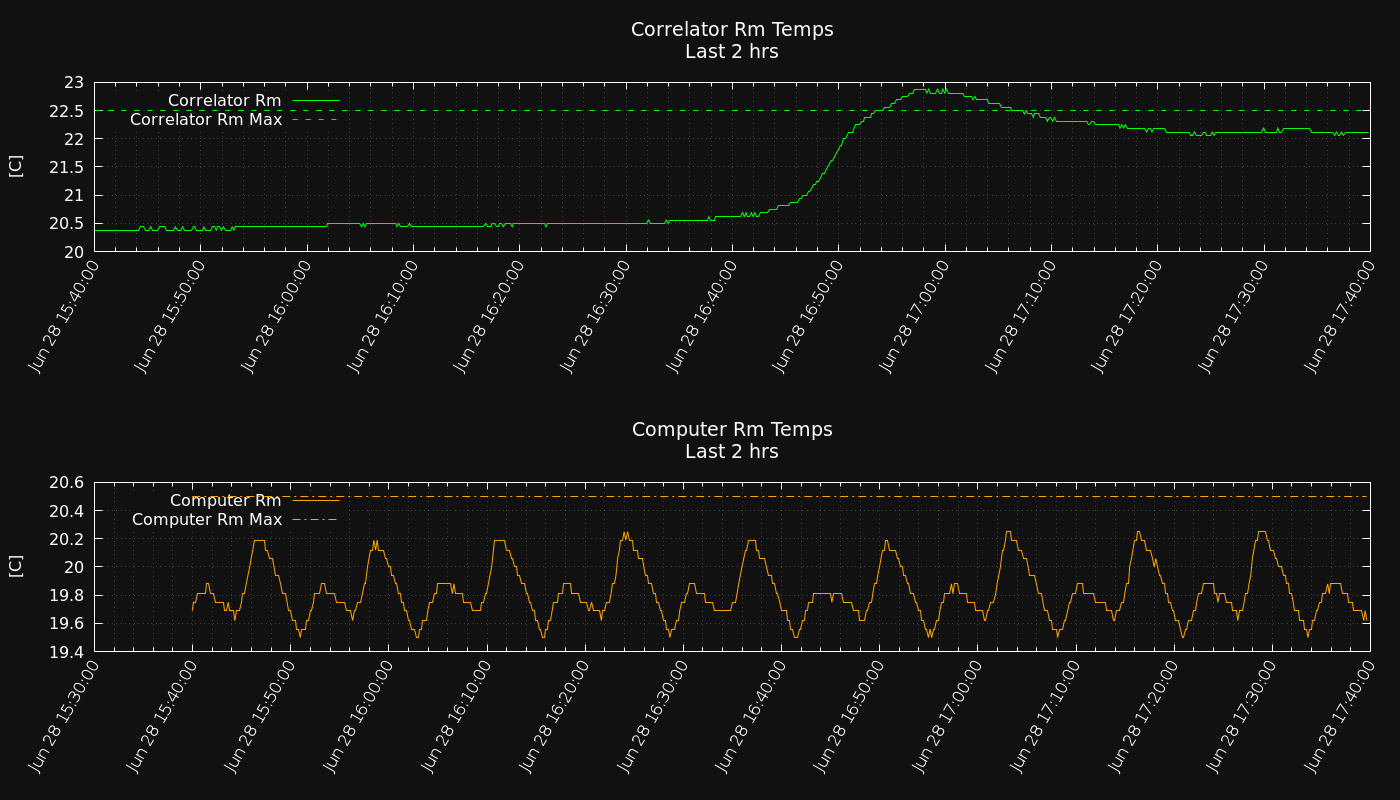 Correlator Rm Temps
Last 2 hrs
Correlator Rm
Correlator Rm Max
[C]
23
22.5
22
21.5
21
20.5
20
Jun 28 15:40:00
Jun 28 15:50:00
Jun 28 16:00:00
Jun 28 16:10:00
Jun 28 16:20:00
Jun 28 16:30:00
Jun 28 16:40:00
Jun 28 16:50:00
Jun 28 17:00:00
Jun 28 17:10:00
Jun 28 17:20:00
Jun 28 17:30:00
Jun 28 17:40:00
Computer Rm Temps
Last 2 hrs
Computer Rm
Computer Rm Max
[C]
20.6
20.4
20.2
20
19.8
19.6
19.4
Jun 28 15:30:00
Jun 28 15:40:00
Jun 28 15:50:00
Jun 28 16:00:00
Jun 28 16:10:00
Jun 28 16:20:00
Jun 28 16:30:00
Jun 28 16:40:00
Jun 28 16:50:00
Jun 28 17:00:00
Jun 28 17:10:00
Jun 28 17:20:00
Jun 28 17:30:00
Jun 28 17:40:00